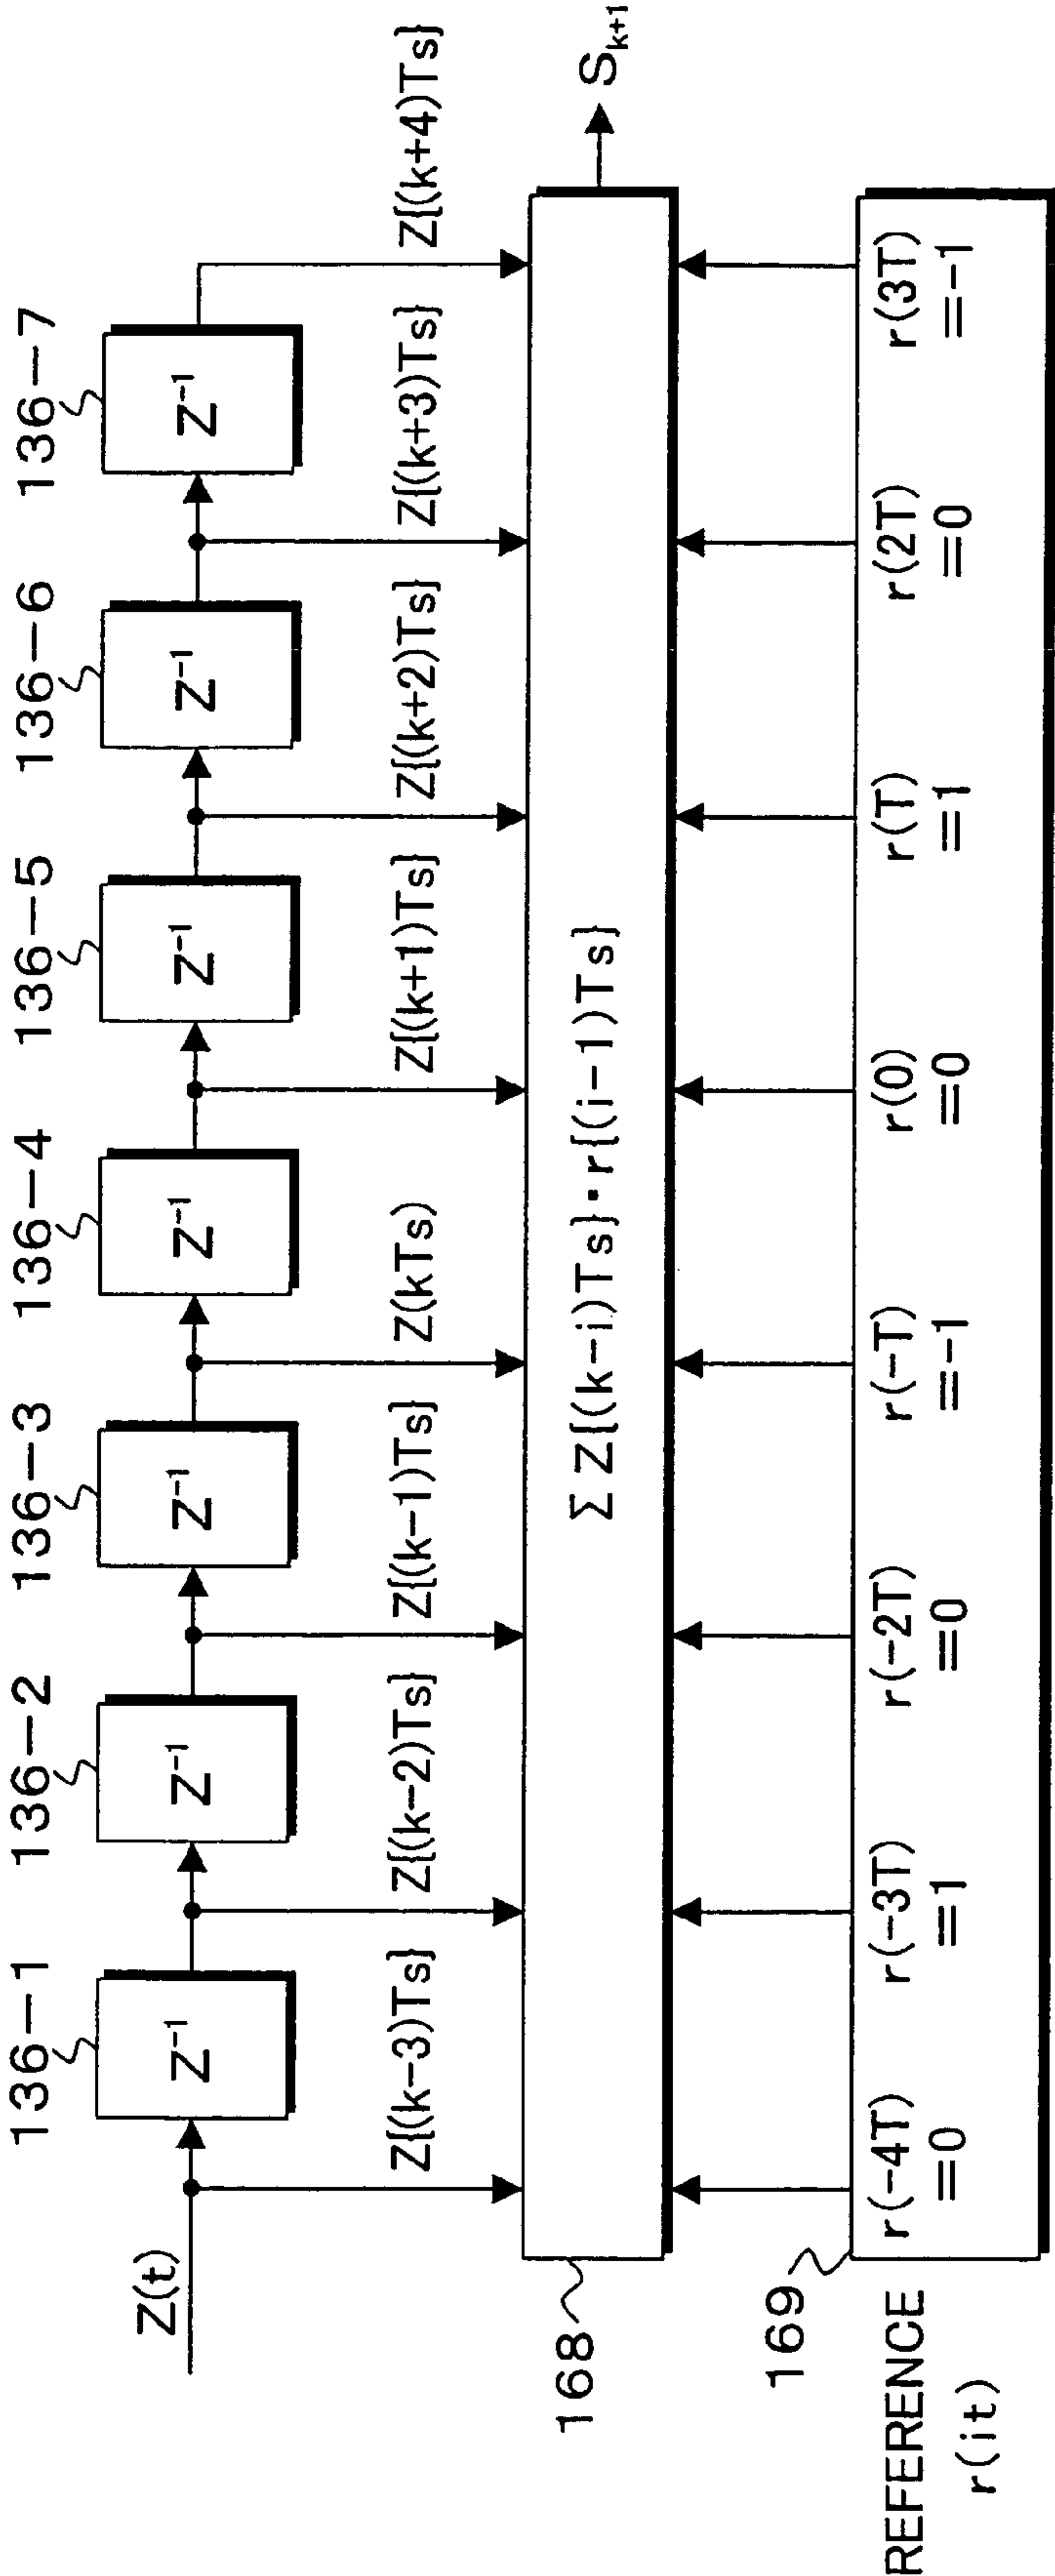 136-1 136-2 136-3 136-4 136-5 136-6 136-7
Z(t)
Z⁻¹ Z⁻¹ Z⁻¹ Z⁻¹ Z⁻¹ Z⁻¹ Z⁻¹
Z{(k-3)Ts} Z{(k-2)Ts} Z{(k-1)Ts} Z(kTs) Z{(k+1)Ts} Z{(k+2)Ts} Z{(k+3)Ts} Z{(k+4)Ts}
168
Σ Z{(k-i)Ts}・r{(i-1)Ts}
Sₖ₊₁
169
REFERENCE
r(it)
r(-4T) r(-3T) r(-2T) r(-T) r(0) r(T) r(2T) r(3T)
=0 =1 =0 =-1 =0 =1 =0 =-1